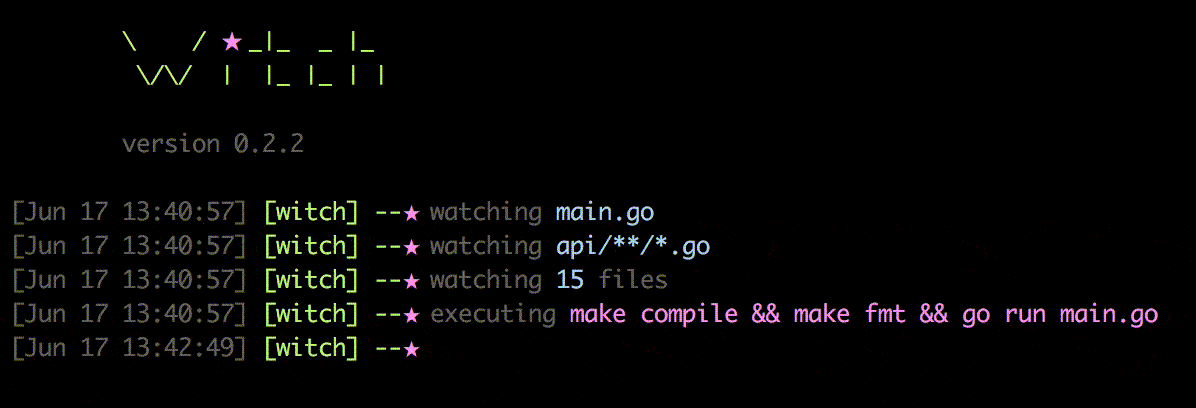 \    / ★ _|_  _ |_
 \/\/  |  |_ |_ | |
version 0.2.2
[Jun 17 13:40:57] [witch] --★ watching main.go
[Jun 17 13:40:57] [witch] --★ watching api/**/*.go
[Jun 17 13:40:57] [witch] --★ watching 15 files
[Jun 17 13:40:57] [witch] --★ executing make compile && make fmt && go run main.go
[Jun 17 13:42:49] [witch] --★